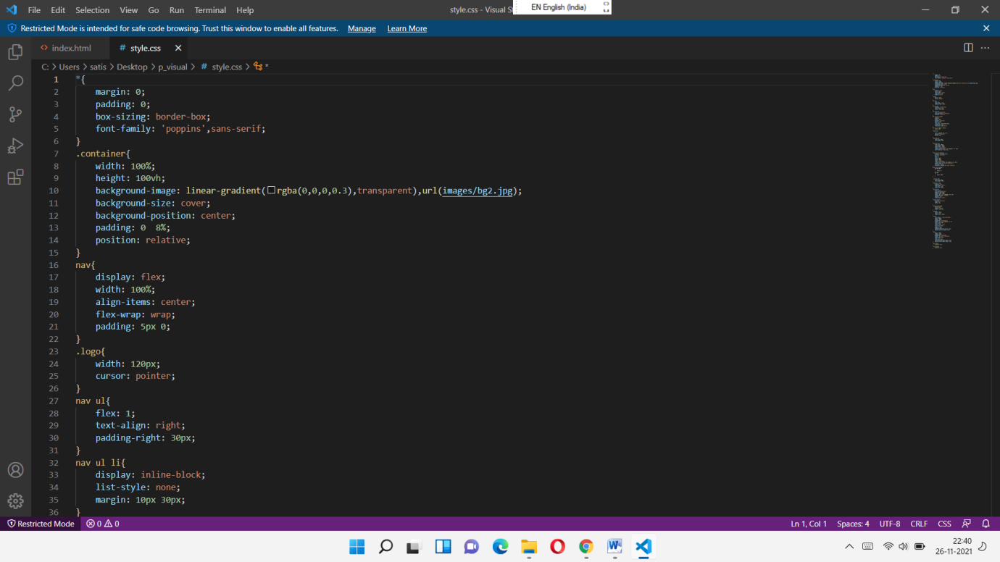 File Edit Selection View Go Run Terminal Help
style.css - Visual S
EN English (India)
Restricted Mode is intended for safe code browsing. Trust this window to enable all features. Manage Learn More
index.html
# style.css
C: > Users > satis > Desktop > p_visual > # style.css > *
1 *{
2 margin: 0;
3 padding: 0;
4 box-sizing: border-box;
5 font-family: 'poppins',sans-serif;
6 }
7 .container{
8 width: 100%;
9 height: 100vh;
10 background-image: linear-gradient(rgba(0,0,0,0.3),transparent),url(images/bg2.jpg);
11 background-size: cover;
12 background-position: center;
13 padding: 0  8%;
14 position: relative;
15 }
16 nav{
17 display: flex;
18 width: 100%;
19 align-items: center;
20 flex-wrap: wrap;
21 padding: 5px 0;
22 }
23 .logo{
24 width: 120px;
25 cursor: pointer;
26 }
27 nav ul{
28 flex: 1;
29 text-align: right;
30 padding-right: 30px;
31 }
32 nav ul li{
33 display: inline-block;
34 list-style: none;
35 margin: 10px 30px;
36 }
Restricted Mode 0 0 Ln 1, Col 1 Spaces: 4 UTF-8 CRLF CSS
W
22:40
26-11-2021